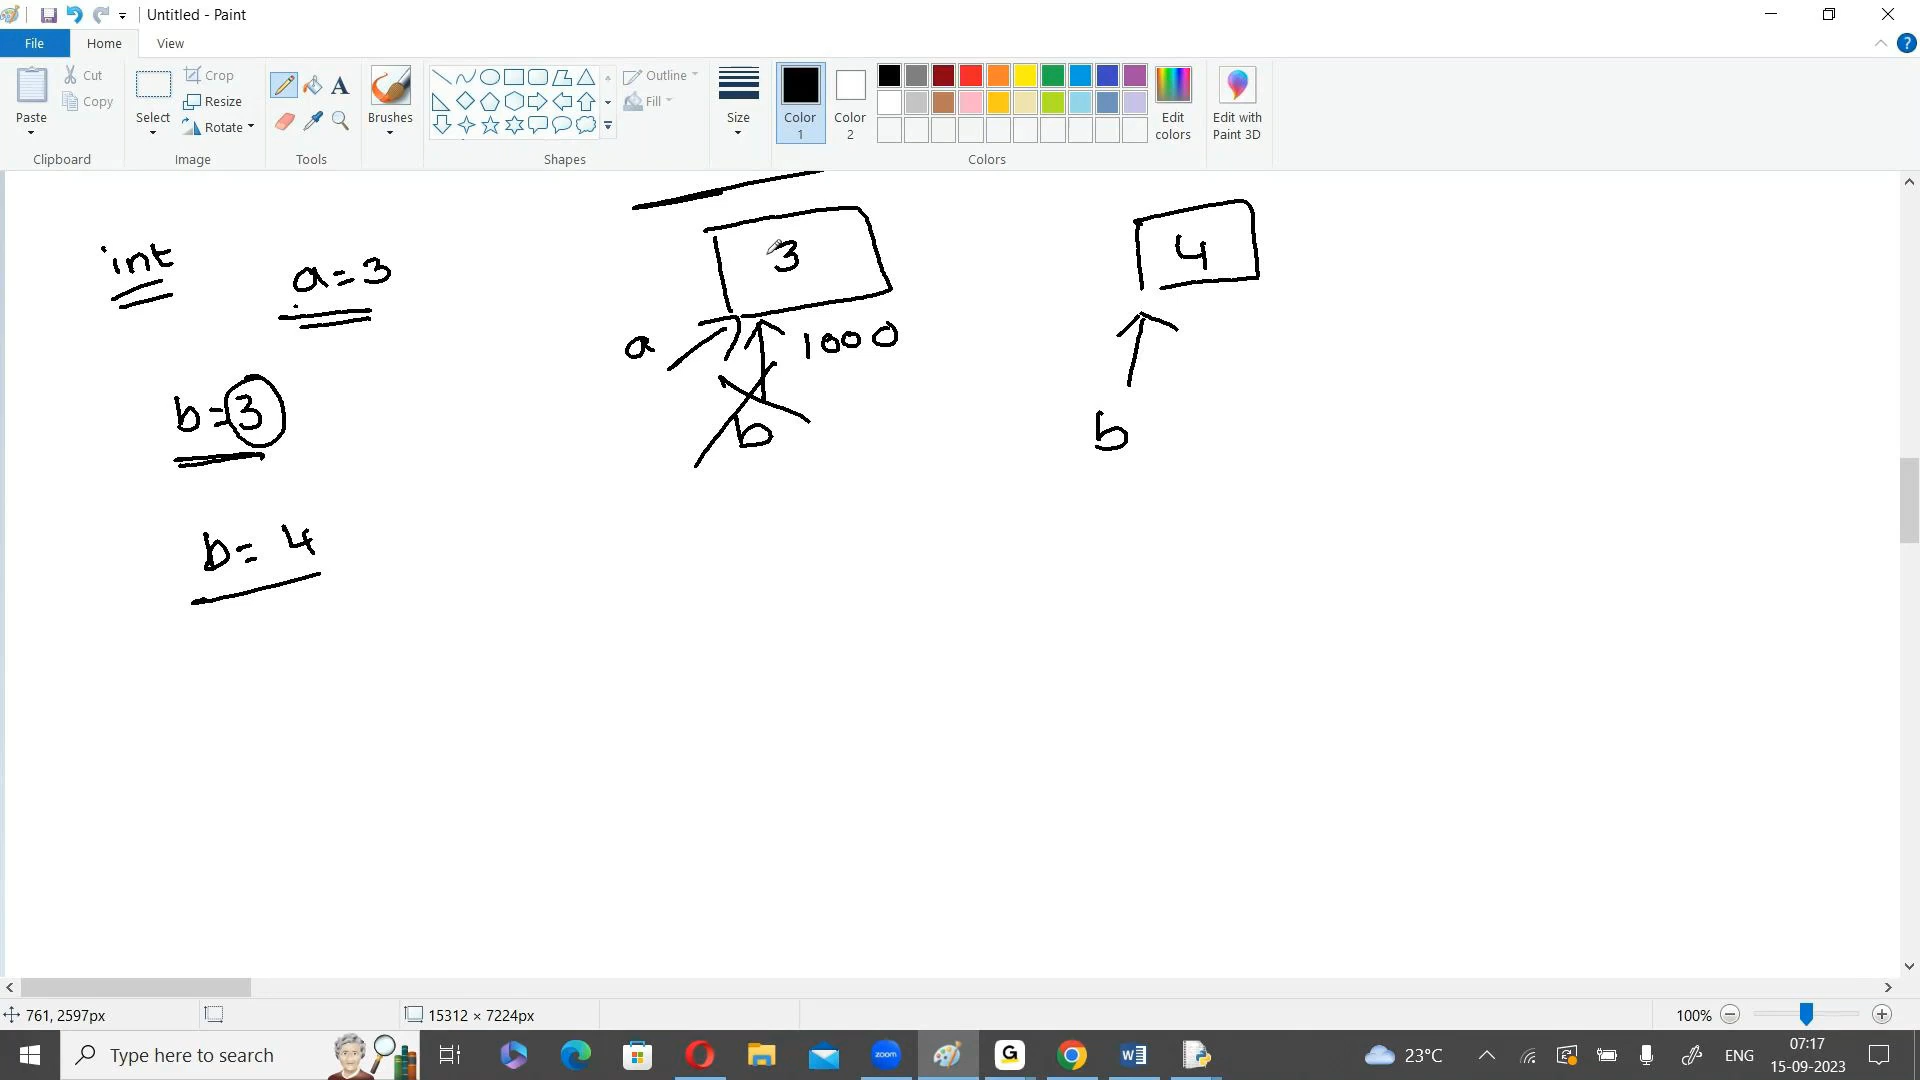 Untitled - Paint
File Home View
Paste
Cut
Copy
Clipboard
Select
Crop
Resize
Rotate
Image
Tools
Brushes
Shapes
Outline
Fill
Size
Color 1
Color 2
Colors
Edit colors
Edit with Paint 3D
?
int
a=3
b=3
b=4
3
a
1000
b
4
b
761, 2597px
15312 × 7224px
100%
Type here to search
zoom
G
W
23°C
ENG
07:17
15-09-2023